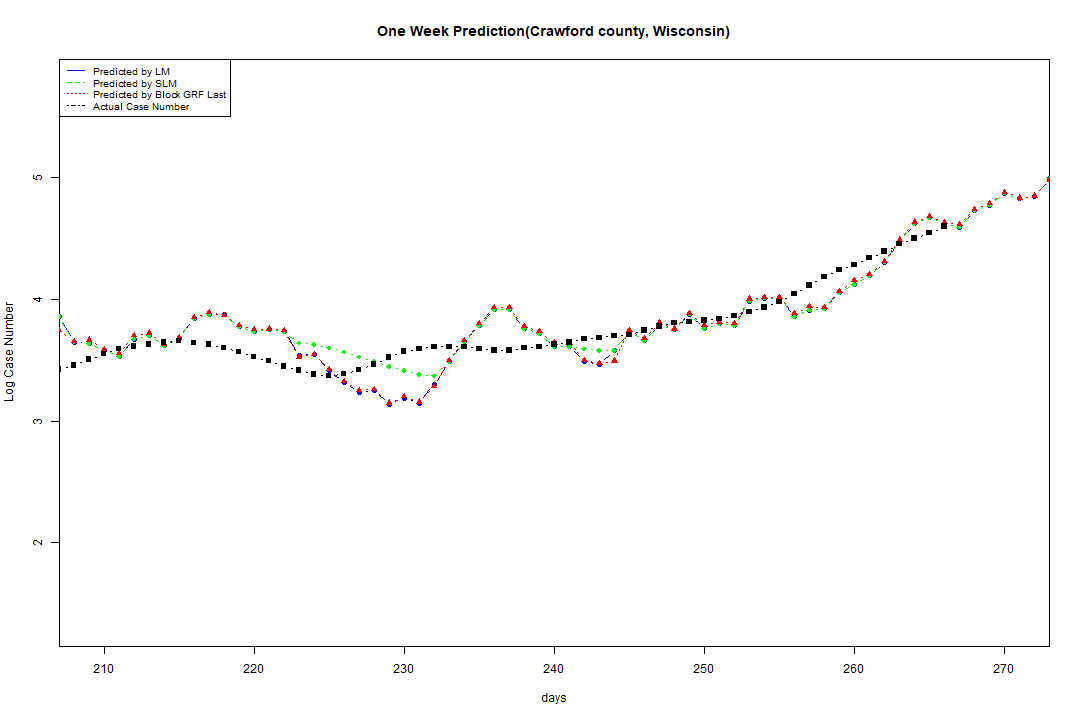 One Week Prediction(Crawford county, Wisconsin)
Predicted by LM
Predicted by SLM
Predicted by Block GRF Last
Actual Case Number
5
4
3
2
Log Case Number
210 220 230 240 250 260 270
days